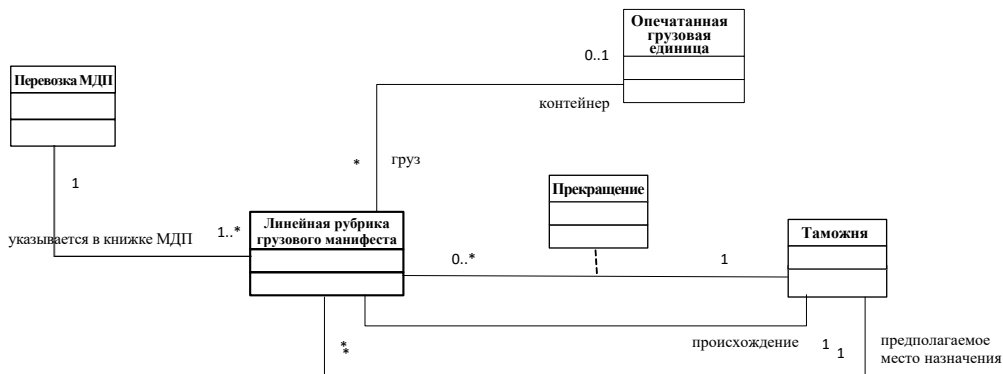 Опечатанная
грузовая
единица
0..1
контейнер
Перевозка МДП
1
указывается в книжке МДП
1..*
*
груз
Линейная рубрика
грузового манифеста
Прекращение
0..*
1
Таможня
происхождение
1
*
*
1
предполагаемое
место назначения